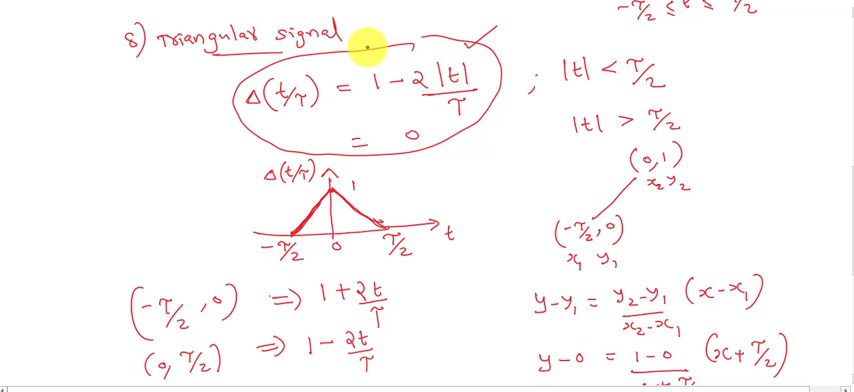 -τ/2 ≤ t ≤ τ/2
8) Triangular signal
Δ(t/τ) = 1 - 2|t|/τ ; |t| < τ/2
= 0 |t| > τ/2
Δ(t/τ)
1
-τ/2 0 τ/2 t
(-τ/2, 0) ⇒ 1 + 2t/τ
(0, τ/2) ⇒ 1 - 2t/τ
(0, 1)
x₂ y₂
(-τ/2, 0)
x₁ y₁
y - y₁ = y₂ - y₁ / x₂ - x₁ (x - x₁)
y - 0 = 1 - 0 / (x + τ/2)